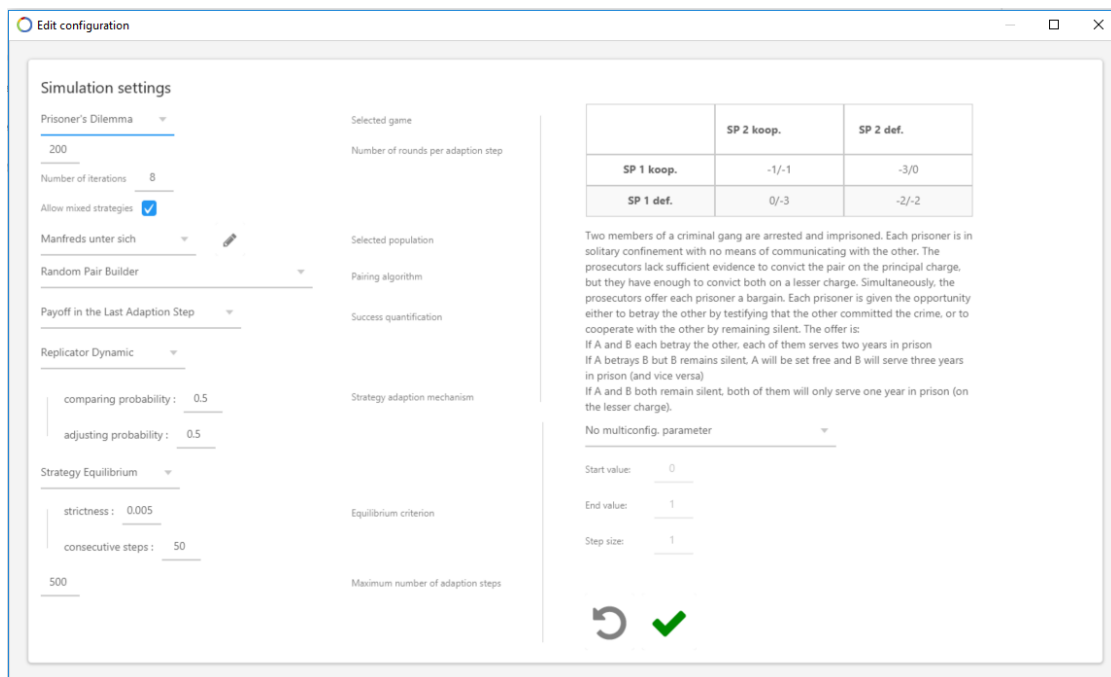 Edit configuration
Simulation settings
Prisoner's Dilemma
Selected game
200
Number of rounds per adaption step
Number of iterations 8
Allow mixed strategies
Manfreds unter sich
Selected population
Random Pair Builder
Pairing algorithm
Payoff in the Last Adaption Step
Success quantification
Replicator Dynamic
comparing probability : 0.5
Strategy adaption mechanism
adjusting probability : 0.5
Strategy Equilibrium
strictness : 0.005
Equilibrium criterion
consecutive steps : 50
500
Maximum number of adaption steps
SP 2 koop. SP 2 def.
SP 1 koop. -1/-1 -3/0
SP 1 def. 0/-3 -2/-2
Two members of a criminal gang are arrested and imprisoned. Each prisoner is in
solitary confinement with no means of communicating with the other. The
prosecutors lack sufficient evidence to convict the pair on the principal charge,
but they have enough to convict both on a lesser charge. Simultaneously, the
prosecutors offer each prisoner a bargain. Each prisoner is given the opportunity
either to betray the other by testifying that the other committed the crime, or to
cooperate with the other by remaining silent. The offer is:
If A and B each betray the other, each of them serves two years in prison
If A betrays B but B remains silent, A will be set free and B will serve three years
in prison (and vice versa)
If A and B both remain silent, both of them will only serve one year in prison (on
the lesser charge).
No multiconfig. parameter
Start value: 0
End value: 1
Step size: 1